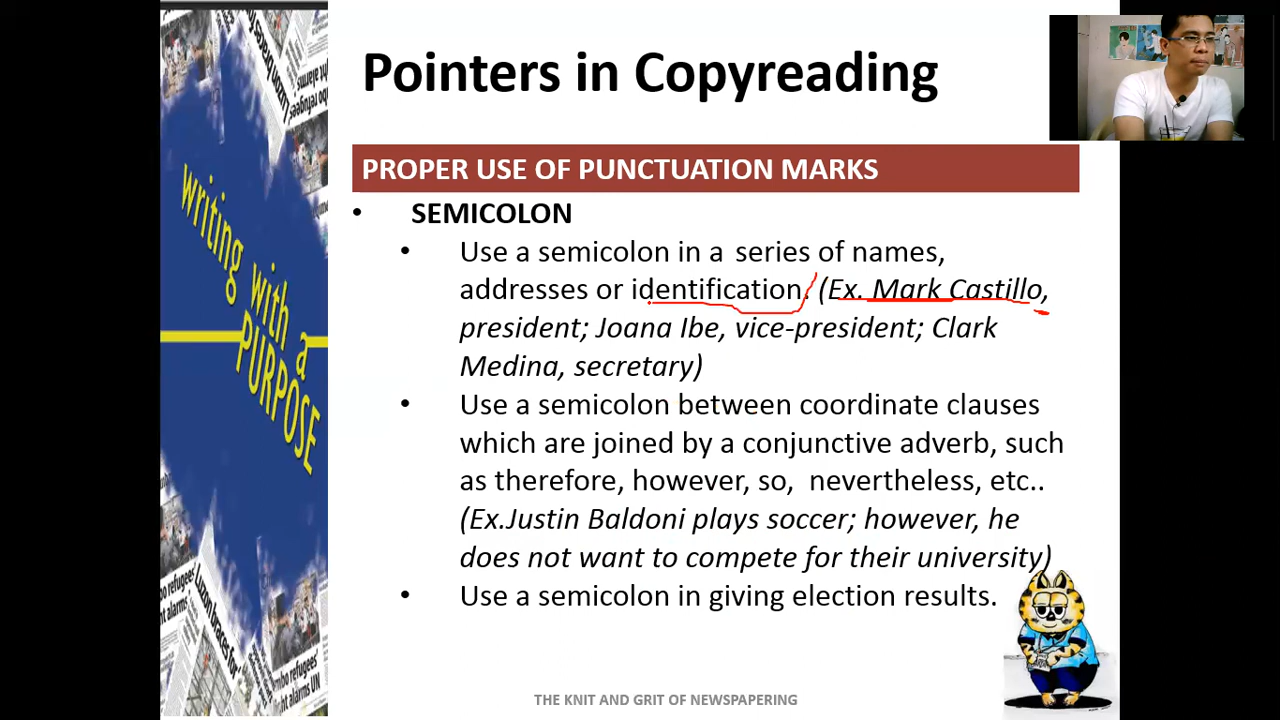 Pointers in Copyreading
PROPER USE OF PUNCTUATION MARKS
• SEMICOLON
• Use a semicolon in a series of names,
addresses or identification. (Ex. Mark Castillo,
president; Joana Ibe, vice-president; Clark
Medina, secretary)
• Use a semicolon between coordinate clauses
which are joined by a conjunctive adverb, such
as therefore, however, so, nevertheless, etc..
(Ex.Justin Baldoni plays soccer; however, he
does not want to compete for their university)
• Use a semicolon in giving election results.
THE KNIT AND GRIT OF NEWSPAPERING
writing with a
PURPOSE